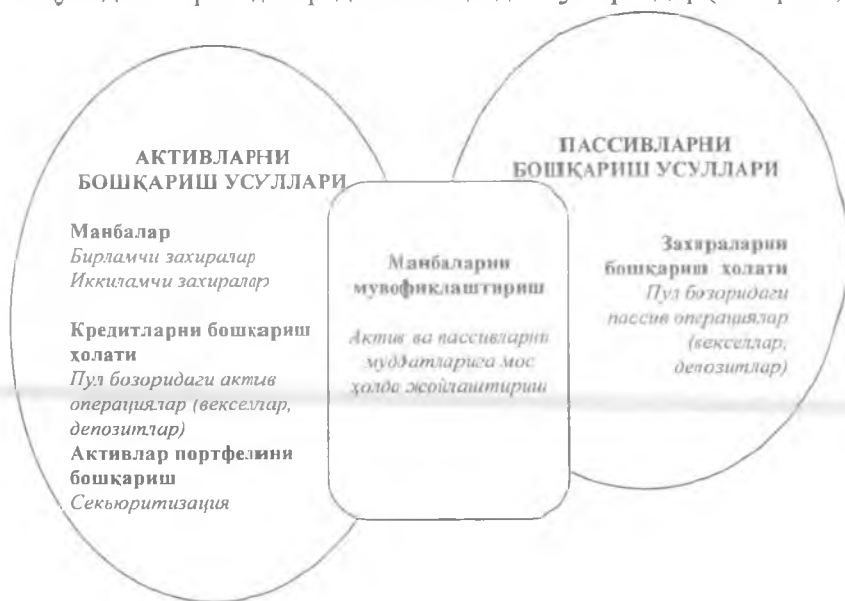 АКТИВЛАРНИ
БОШҚАРИШ УСУЛЛАРИ
Манбалар
Бирламчи захиралар
Иккиламчи захиралар
Кредитларни бошқариш
ҳолати
Пул бозоридаги актив
операциялар (векселлар,
депозитлар)
Активлар портфелини
бошқариш
Секьюритизация
Манбаларни
мувофиқлаштириш
Актив ва пассивларни
муддатларига мос
ҳолда жойлаштириш
ПАССИВЛАРНИ
БОШҚАРИШ УСУЛЛАРИ
Захираларни
бошқариш ҳолати
Пул бозоридаги
пассив операциялар
(векселлар,
депозитлар)